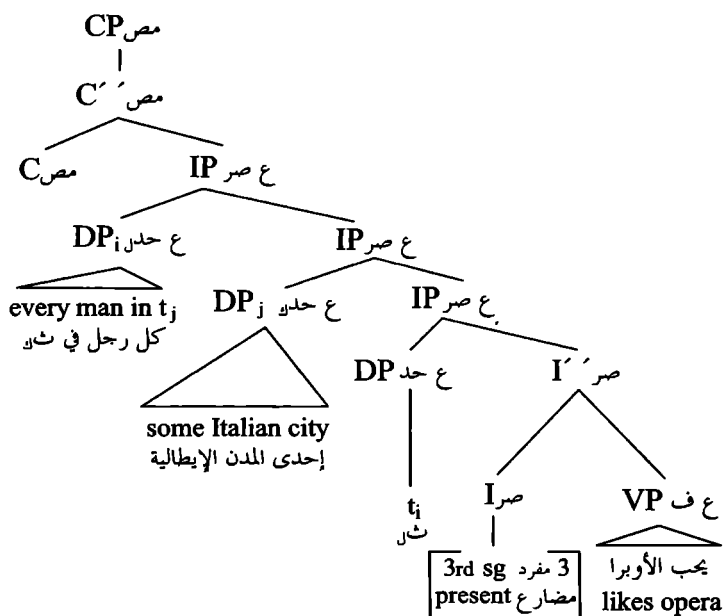 CP مص
C´´ مص
C مص IP ع صر
DPi ع حدل IP ع صر
every man in tj DPj ع حدك IP ع صر
كل رجل في ثك DP ع حد I´´ صر
some Italian city
إحدى المدن الإيطالية
ti I صر VP ع ف
ثل
3rd sg 3 مفرد يحب الأوبرا
present مضارع likes opera